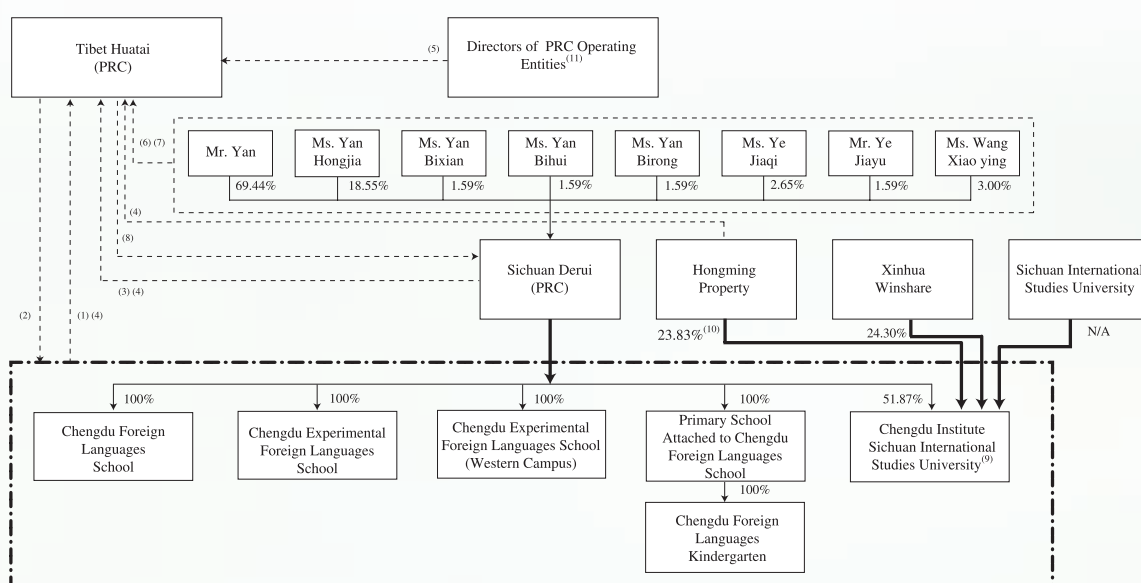 Tibet Huatai
(PRC)
(5)
Directors of PRC Operating
Entities(11)
(6) (7)
Mr. Yan
Ms. Yan
Hongjia
Ms. Yan
Bixian
Ms. Yan
Bihui
Ms. Yan
Birong
Ms. Ye
Jiaqi
Mr. Ye
Jiayu
Ms. Wang
Xiao ying
69.44%
18.55%
1.59%
1.59%
1.59%
2.65%
1.59%
3.00%
(4)
(8)
(3) (4)
(2)
(1) (4)
Sichuan Derui
(PRC)
Hongming
Property
Xinhua
Winshare
Sichuan International
Studies University
23.83%(10)
24.30%
N/A
100%
100%
100%
100%
51.87%
Chengdu Foreign
Languages
School
Chengdu Experimental
Foreign Languages
School
Chengdu Experimental
Foreign Languages School
(Western Campus)
Primary School
Attached to Chengdu
Foreign Languages
School
Chengdu Institute
Sichuan International
Studies University(9)
100%
Chengdu Foreign
Languages
Kindergarten